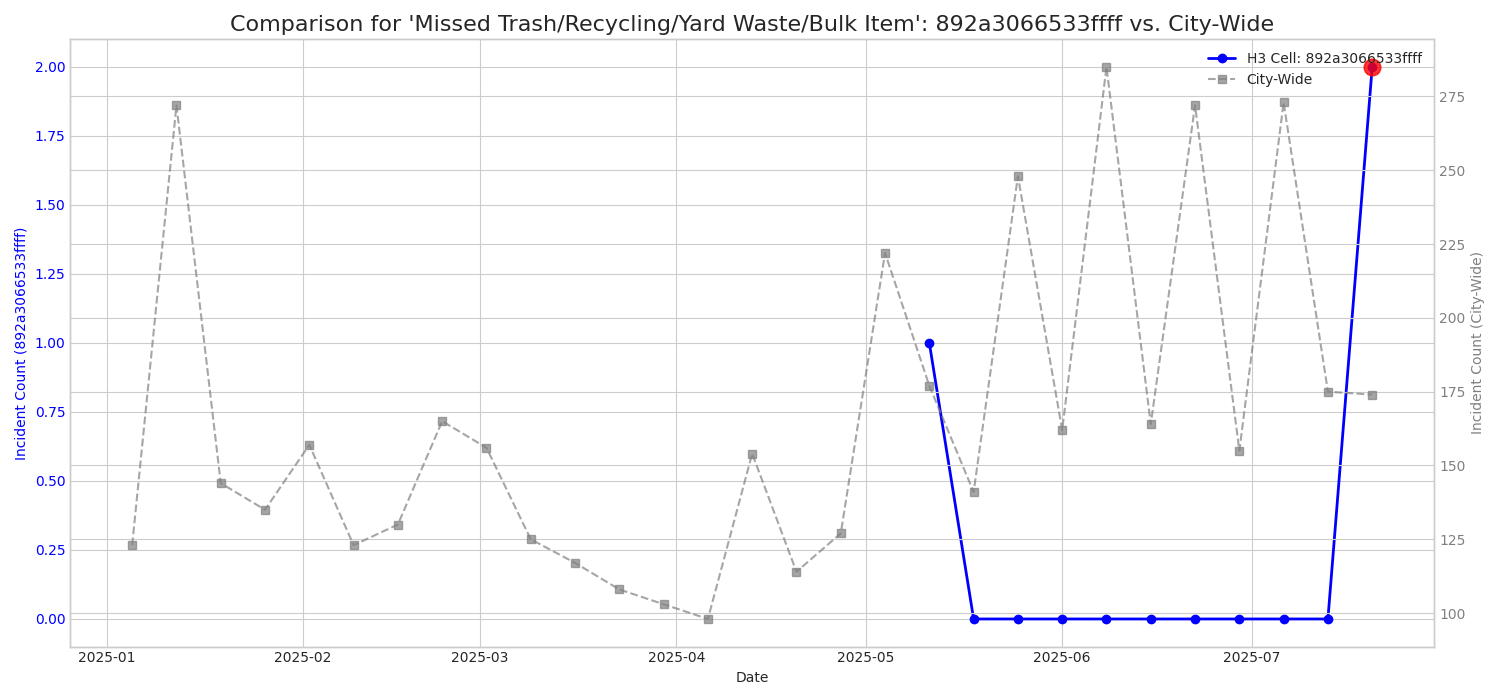 Comparison for 'Missed Trash/Recycling/Yard Waste/Bulk Item': 892a3066533ffff vs. City-Wide
H3 Cell: 892a3066533ffff
City-Wide
Incident Count (892a3066533ffff)
2.00
1.75
1.50
1.25
1.00
0.75
0.50
0.25
0.00
275
250
225
200
175
150
125
100
Incident Count (City-Wide)
2025-01 2025-02 2025-03 2025-04 2025-05 2025-06 2025-07
Date